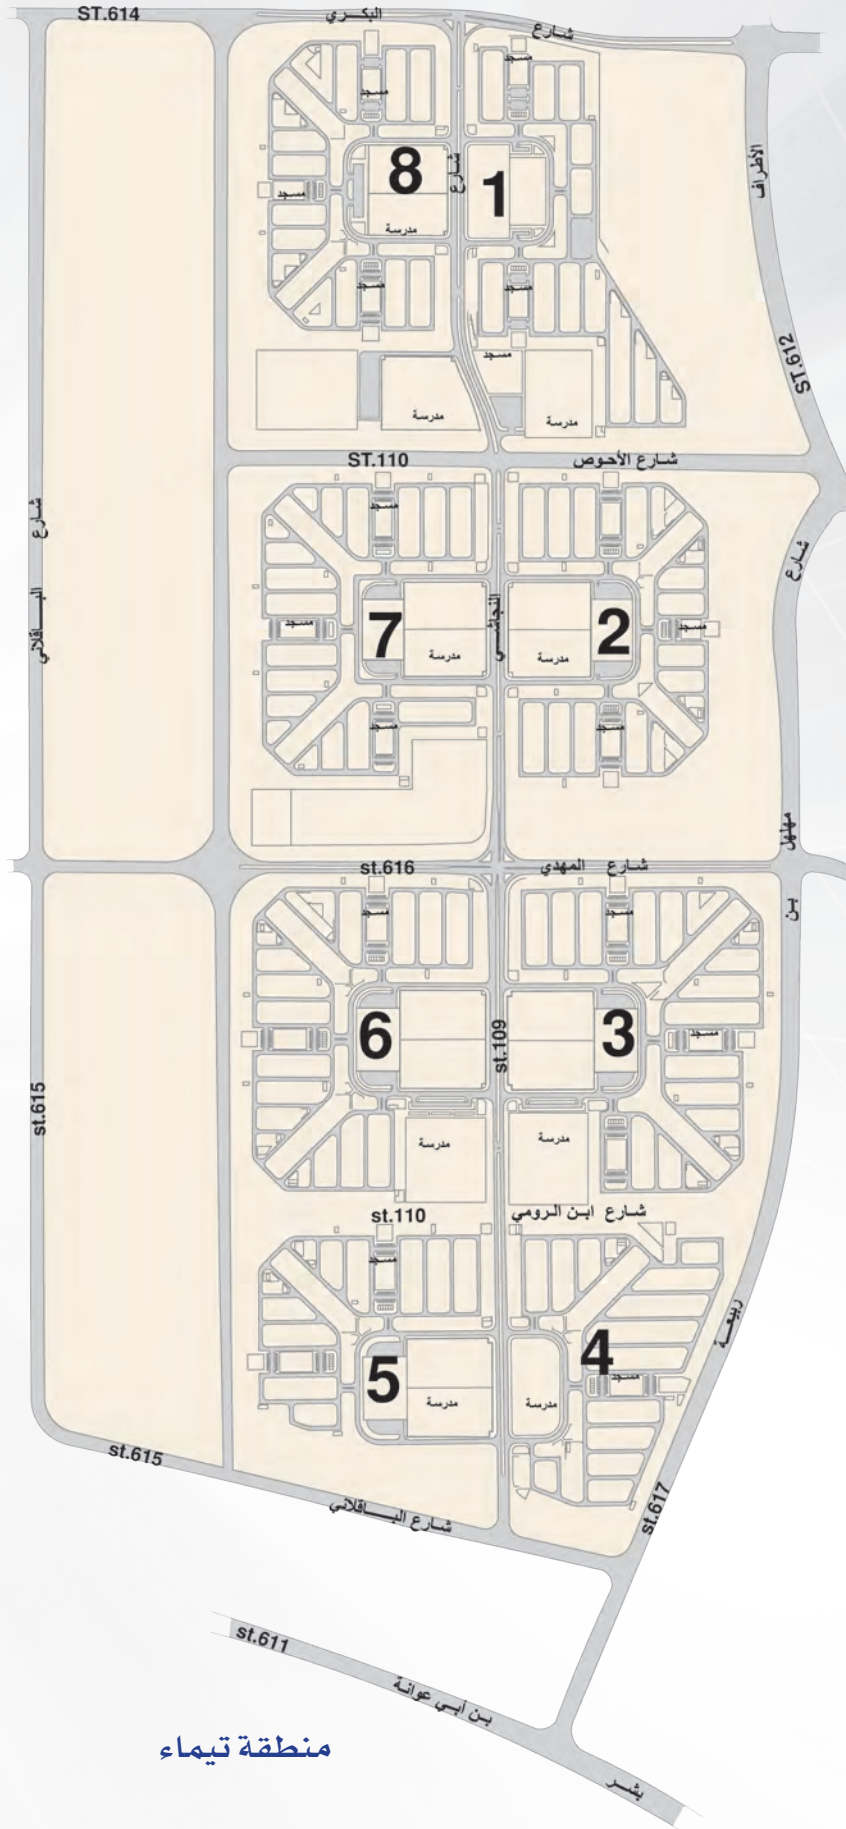 ST.614
البكري
شارع
مسجد
مسجد
الأطراف
8
شارع
1
مسجد
مدرسة
مسجد
مسجد
ST.612
مسجد
مدرسة
مدرسة
ST.110
شارع الأحوص
شارع
الباقلاني
مسجد
شارع
7
النجاشي
2
مسجد
مسجد
مدرسة
مدرسة
مسجد
مسجد
مهلهل
st.616
شارع المهدي
بن
مسجد
مسجد
6
st.109
3
مسجد
st.615
مدرسة
مدرسة
st.110
شارع ابن الرومي
مسجد
ربيعة
4
5
مسجد
مدرسة
مدرسة
st.615
شارع الباقلاني
st.617
st.611
بن أبي عوانة
بشر
منطقة تيماء